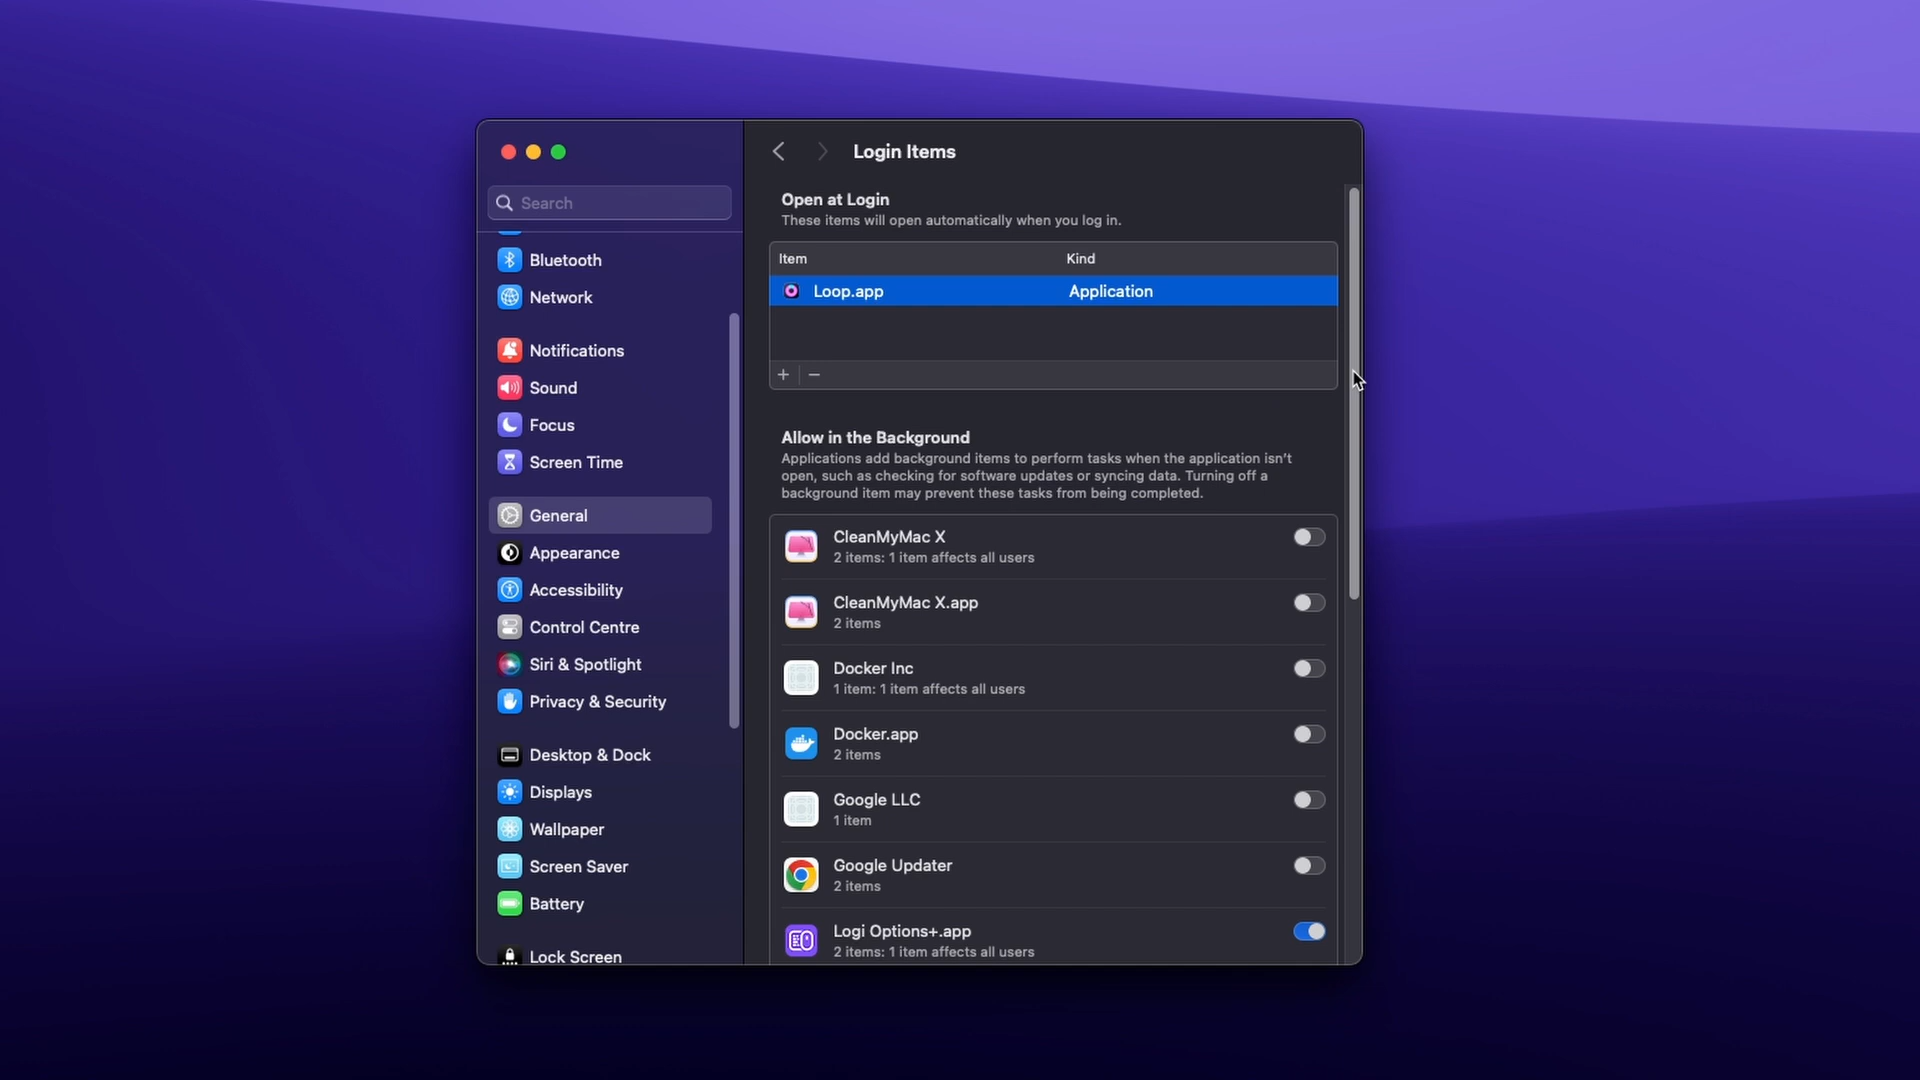 Login Items
Search
Bluetooth
Network
Notifications
Sound
Focus
Screen Time
General
Appearance
Accessibility
Control Centre
Siri & Spotlight
Privacy & Security
Desktop & Dock
Displays
Wallpaper
Screen Saver
Battery
Lock Screen
Open at Login
These items will open automatically when you log in.
Item Kind
Loop.app Application
+ −
Allow in the Background
Applications add background items to perform tasks when the application isn't
open, such as checking for software updates or syncing data. Turning off a
background item may prevent these tasks from being completed.
CleanMyMac X
2 items: 1 item affects all users
CleanMyMac X.app
2 items
Docker Inc
1 item: 1 item affects all users
Docker.app
2 items
Google LLC
1 item
Google Updater
2 items
Logi Options+.app
2 items: 1 item affects all users